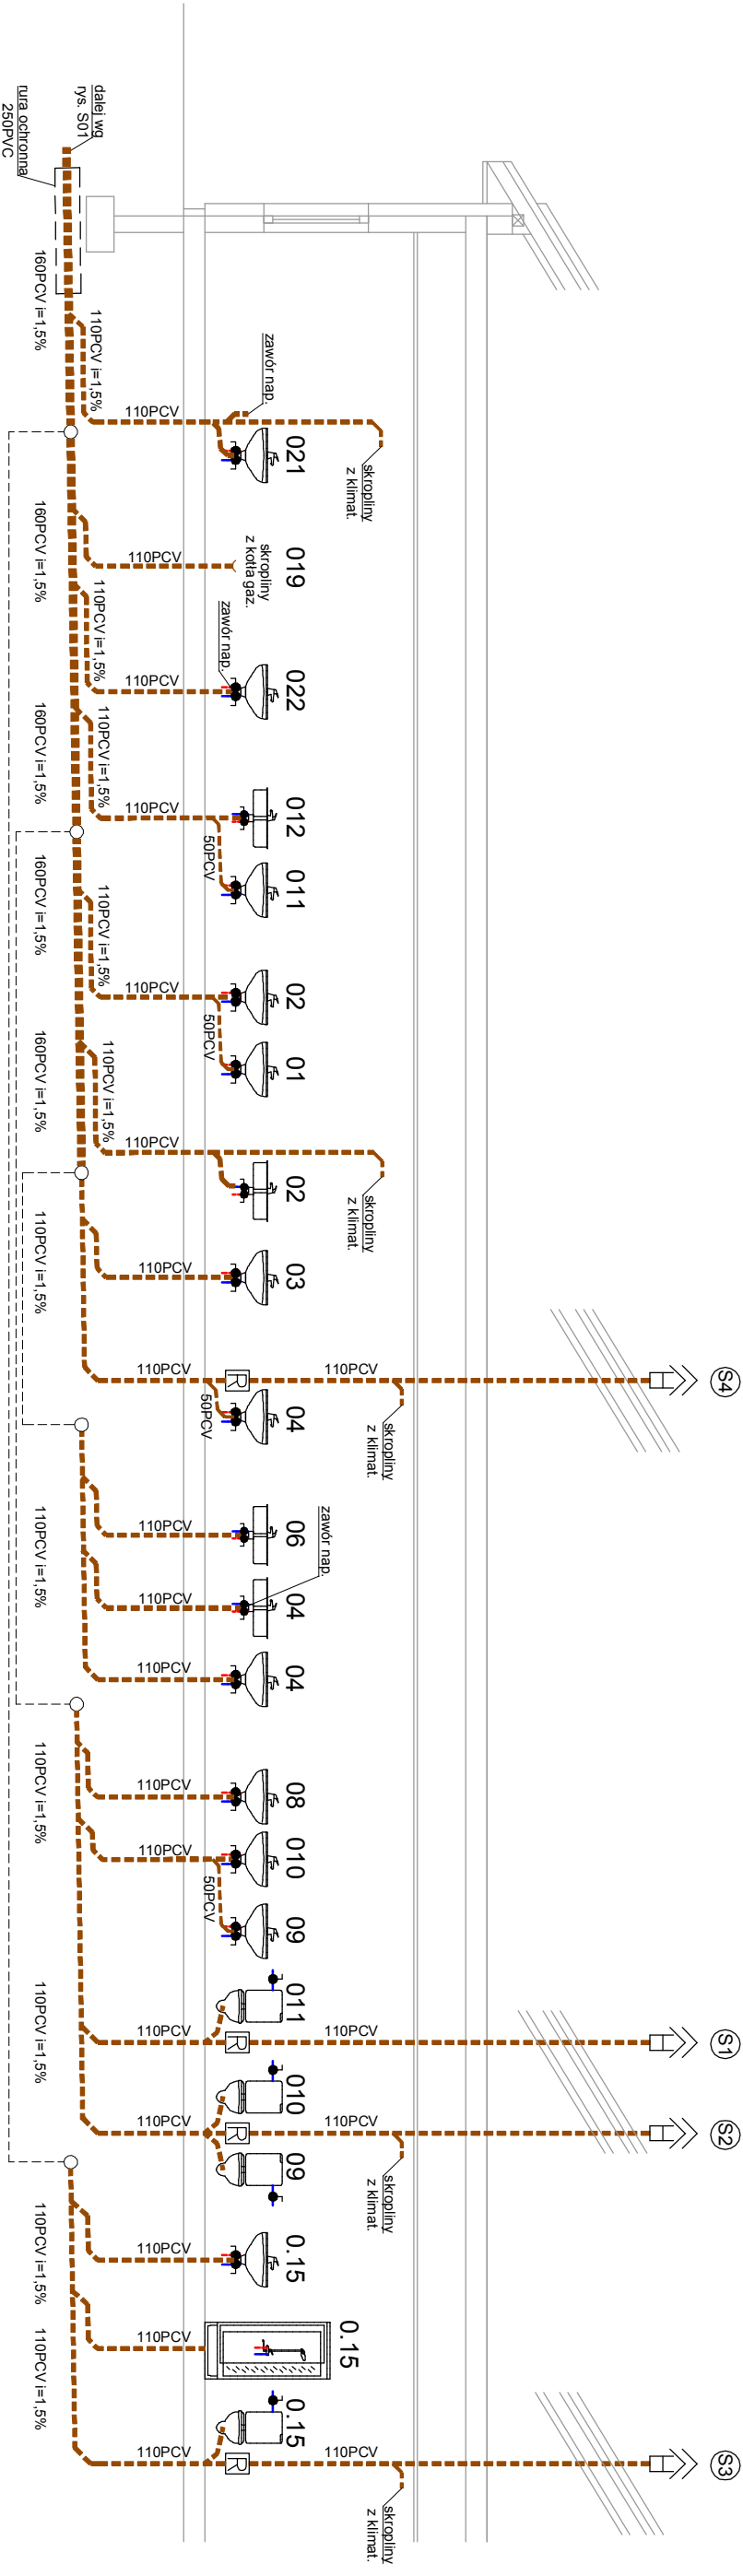 dalej wg
rys. S01
rura ochronna
250PVC
160PCV i=1,5%
110PCV i=1,5%
110PCV
zawór nap.
021
skropliny
z klimat.
160PCV i=1,5%
110PCV
019
skropliny
z kotła gaz.
110PCV i=1,5%
110PCV
zawór nap.
022
160PCV i=1,5%
110PCV i=1,5%
110PCV
012
50PCV
011
160PCV i=1,5%
110PCV i=1,5%
110PCV
02
50PCV
01
160PCV i=1,5%
110PCV i=1,5%
110PCV
02
skropliny
z klimat.
110PCV i=1,5%
110PCV
03
110PCV
50PCV
R
04
110PCV
skropliny
z klimat.
S4
110PCV i=1,5%
110PCV
06
110PCV
04
zawór nap.
110PCV
04
110PCV i=1,5%
110PCV
08
110PCV
010
50PCV
09
110PCV i=1,5%
011
110PCV
R
110PCV
S1
010
110PCV
R
110PCV
skropliny
z klimat.
S2
09
110PCV i=1,5%
110PCV
0.15
110PCV i=1,5%
110PCV
0.15
0.15
110PCV
R
110PCV
skropliny
z klimat.
S3